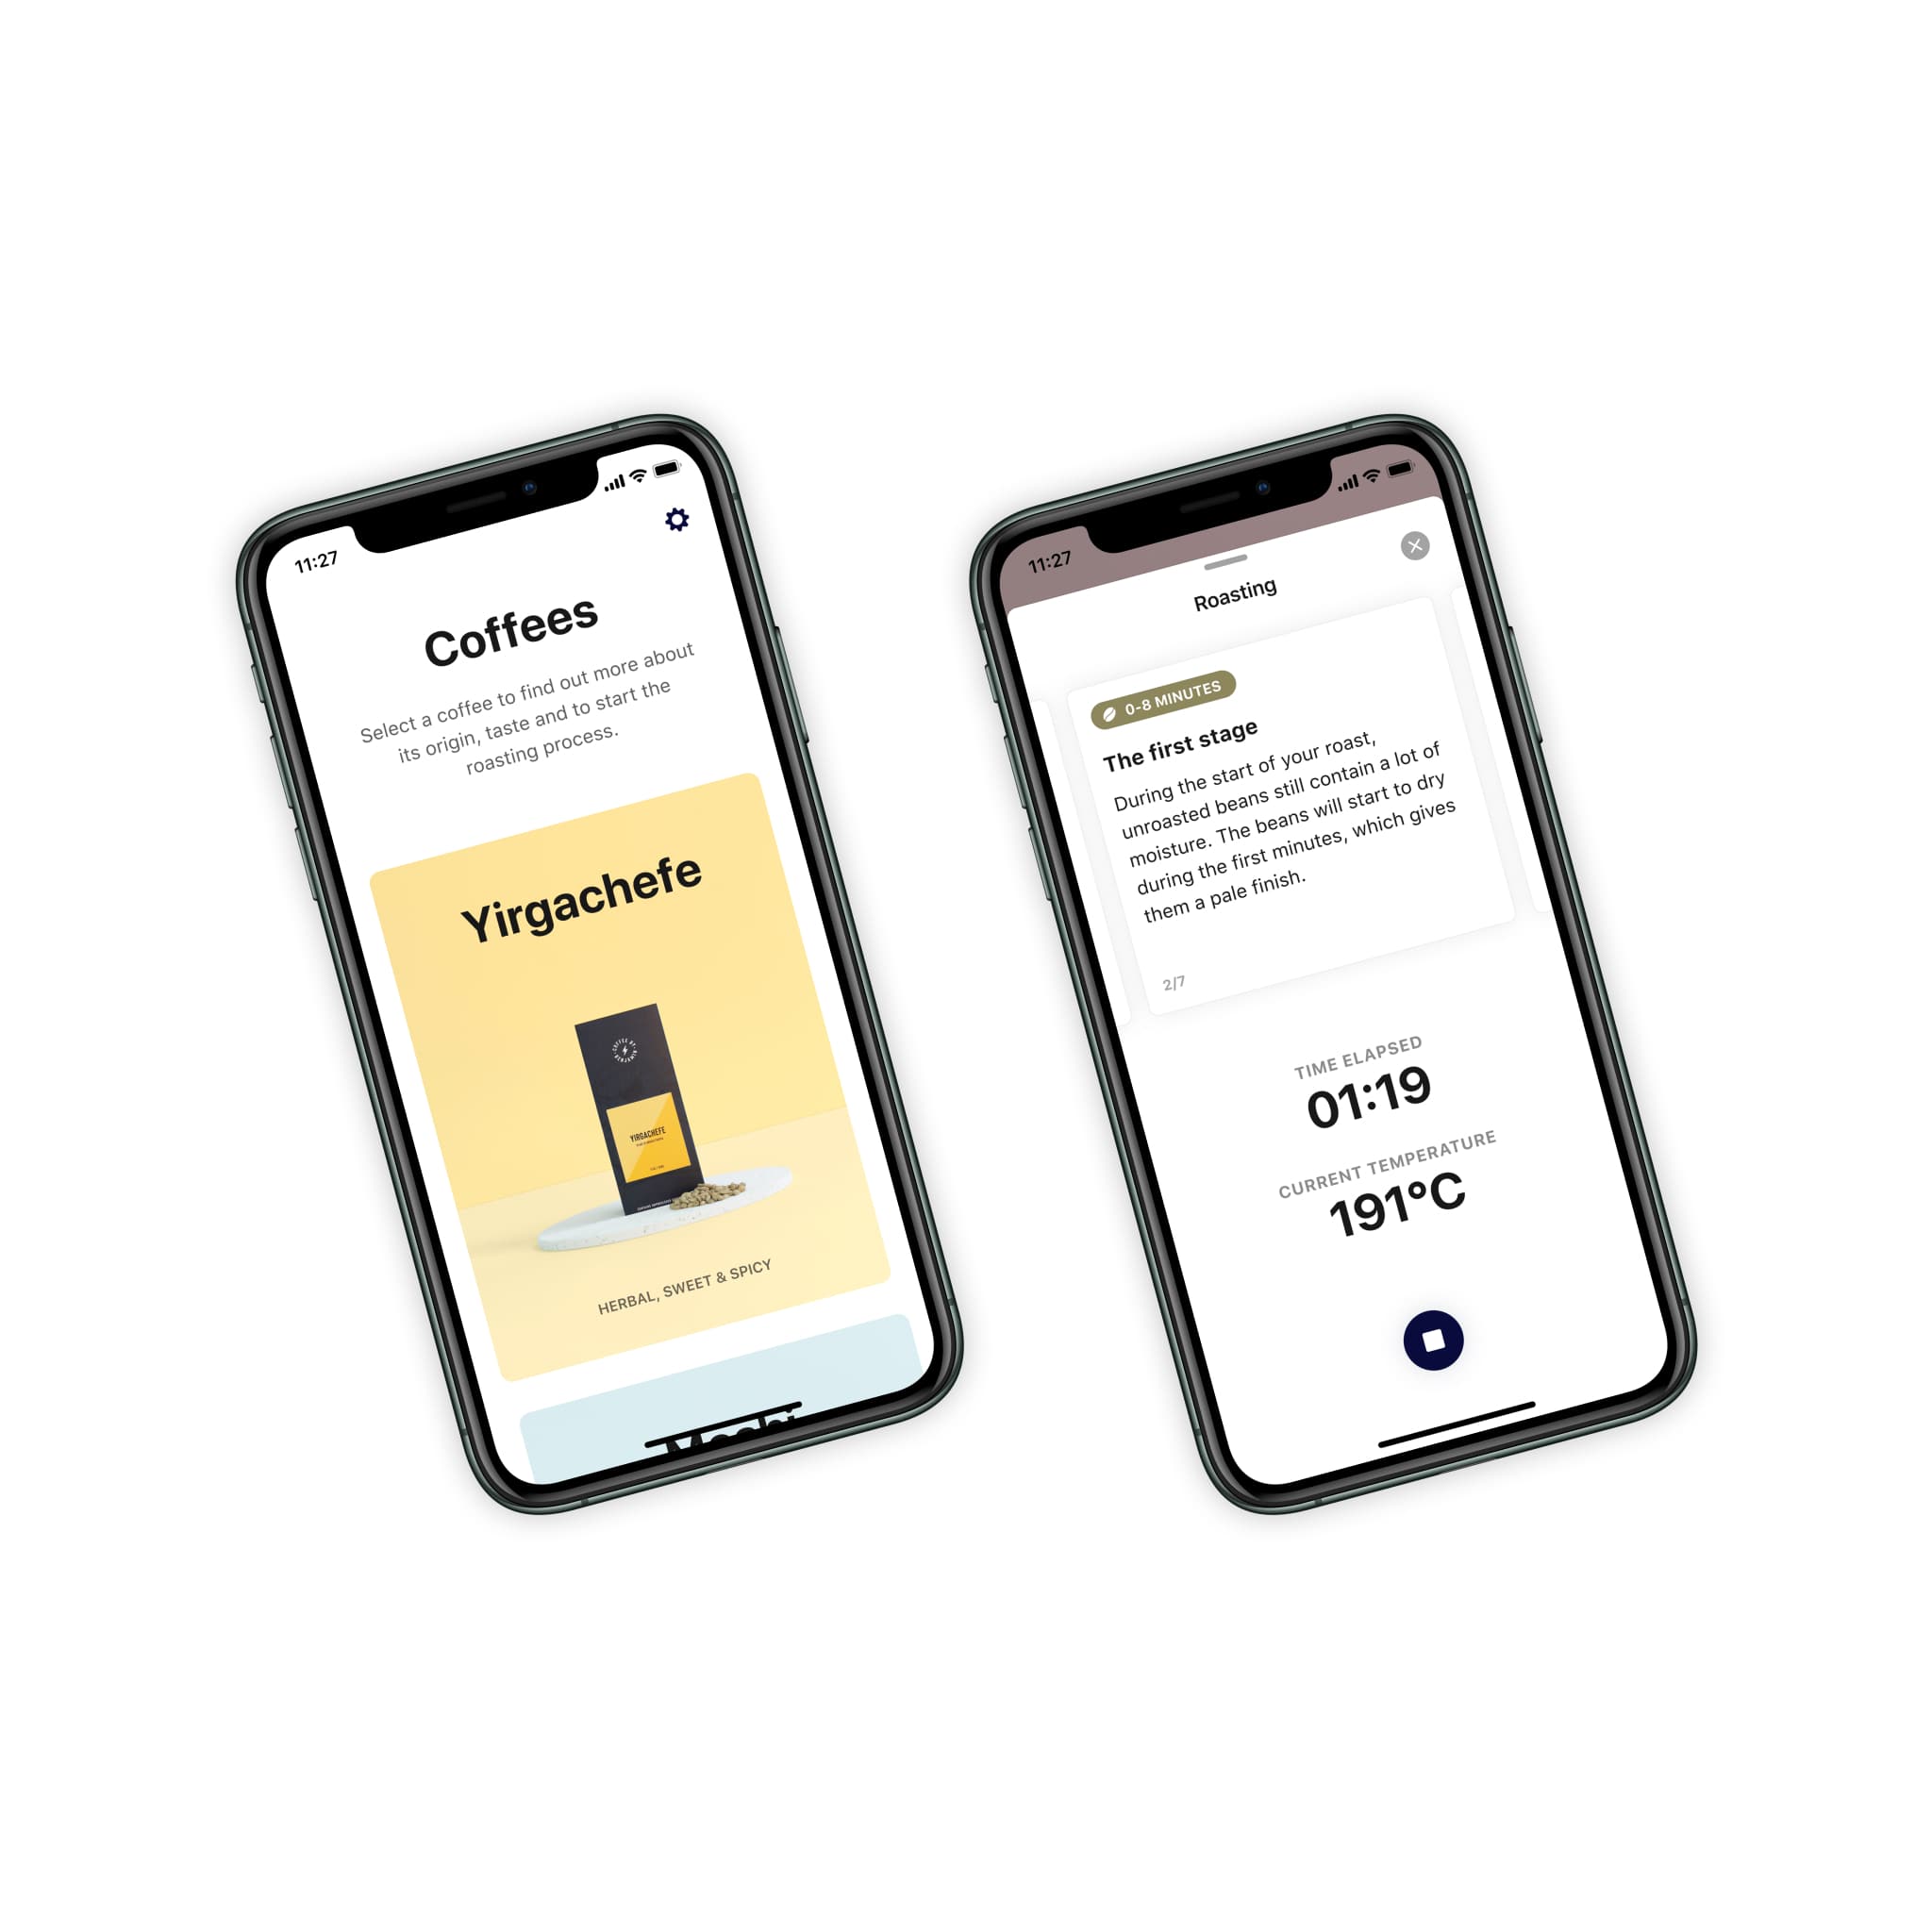 11:27
Coffees
Select a coffee to find out more about
its origin, taste and to start the
roasting process.
Yirgachefe
COFFEE BY BENJAMIN
YIRGACHEFE
HERBAL, SWEET & SPICY
11:27
Roasting
0-8 MINUTES
The first stage
During the start of your roast,
unroasted beans still contain a lot of
moisture. The beans will start to dry
during the first minutes, which gives
them a pale finish.
2/7
TIME ELAPSED
01:19
CURRENT TEMPERATURE
191°C